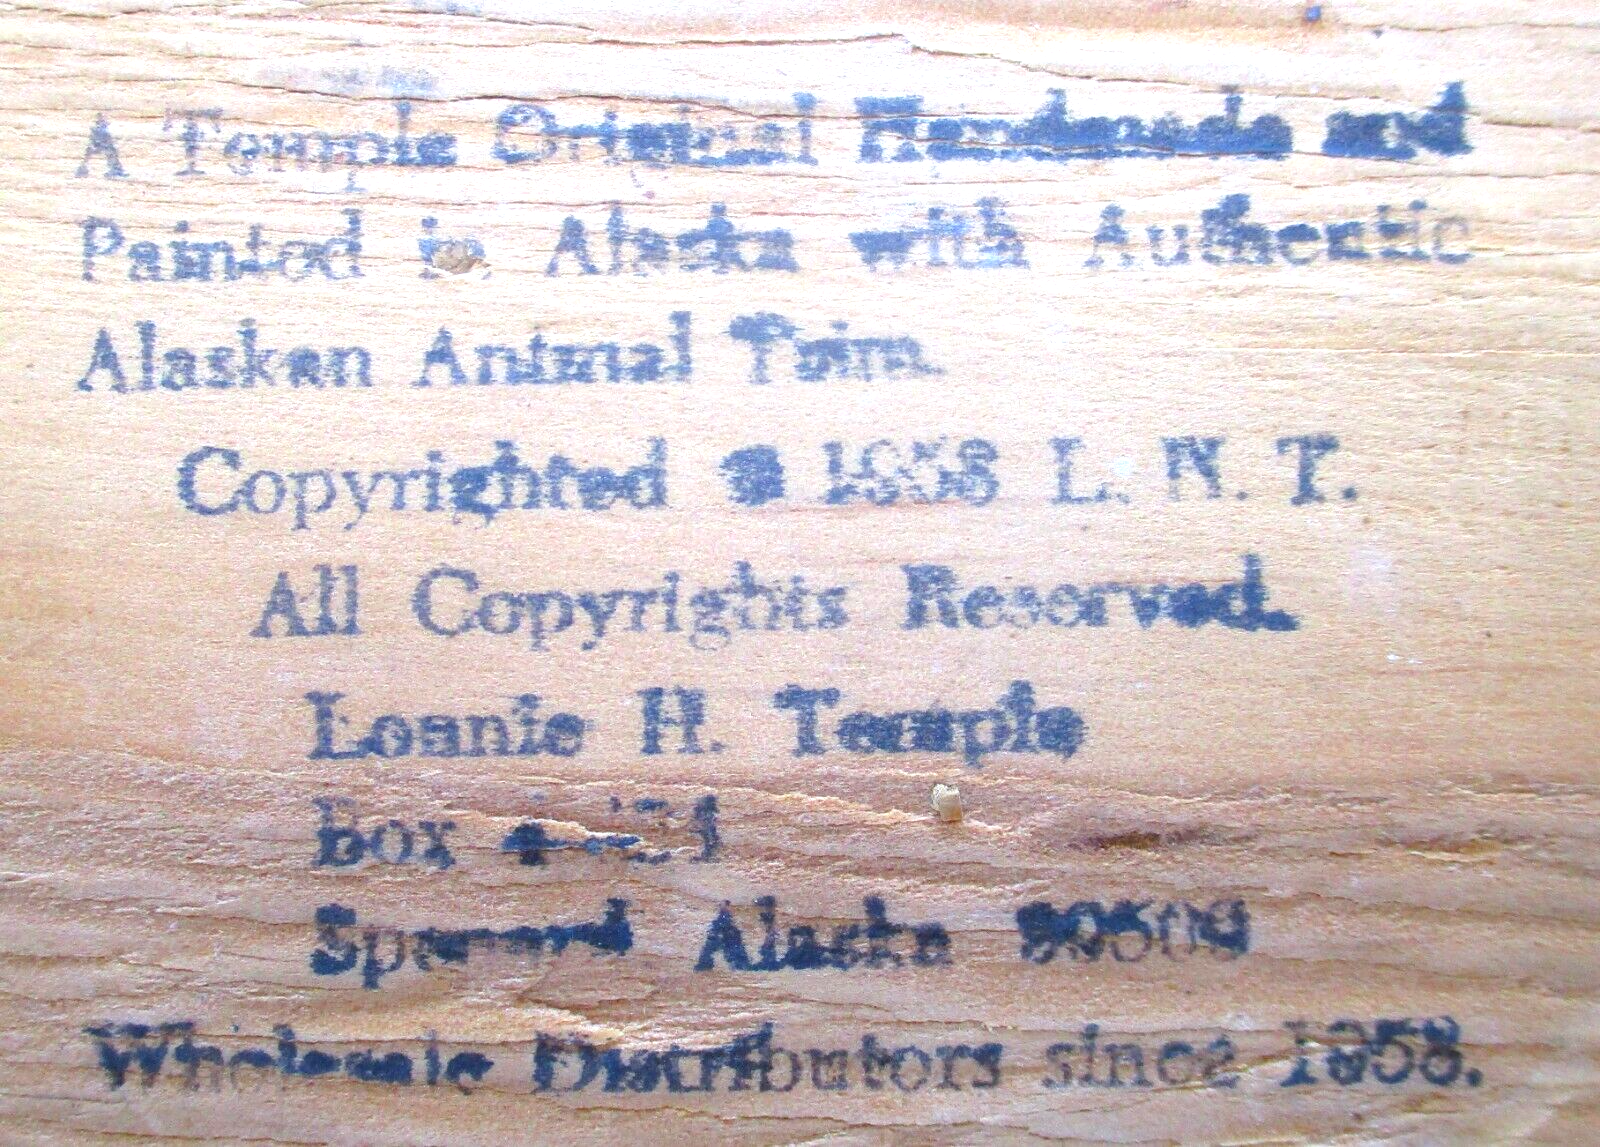 A Temple Original Handmade and
Painted in Alaska with Authentic
Alaskan Animal Trim.
Copyrighted © 1958 L. N. T.
All Copyrights Reserved.
Lonnie H. Temple
Box
Spenard Alaska
Wholesale Distributors since 1958.